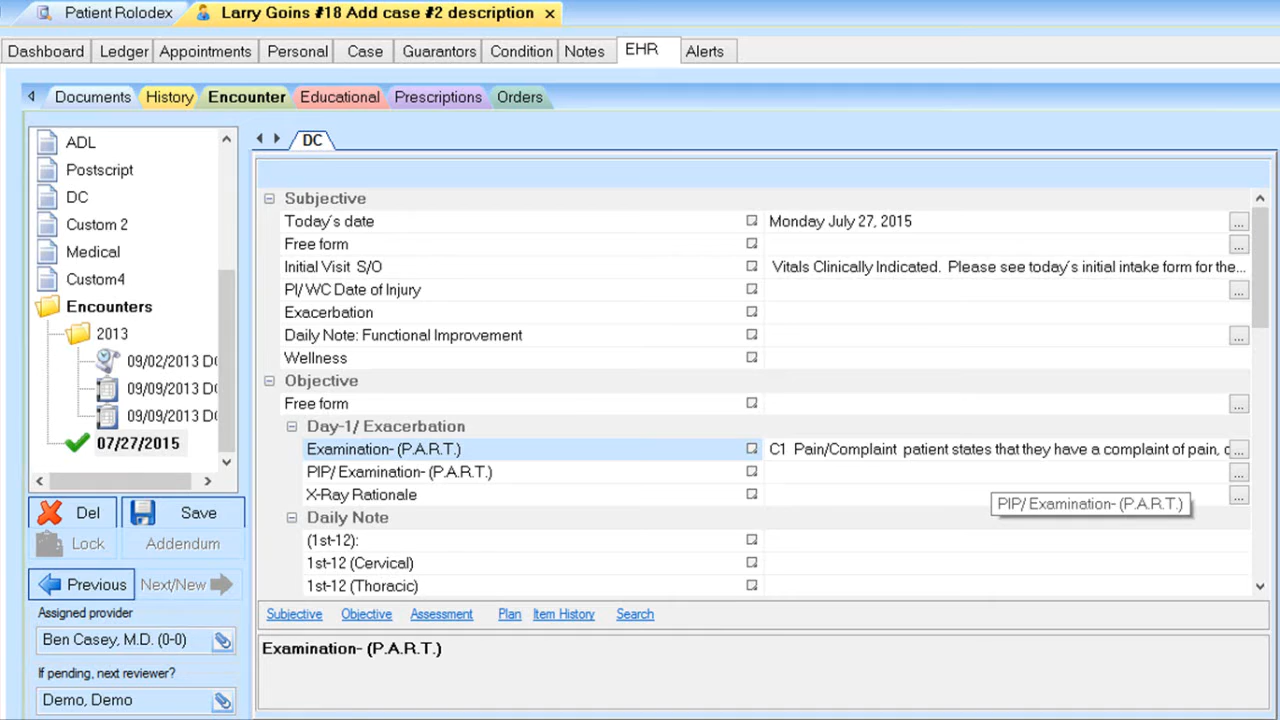 Patient Rolodex
Larry Goins #18 Add case #2 description
Dashboard Ledger Appointments Personal Case Guarantors Condition Notes EHR Alerts
Documents History Encounter Educational Prescriptions Orders
ADL
Postscript
DC
Custom 2
Medical
Custom4
Encounters
2013
09/02/2013 DC
09/09/2013 DC
09/09/2013 DC
07/27/2015
Del Save
Lock Addendum
Previous Next/New
Assigned provider
Ben Casey, M.D. (0-0)
If pending, next reviewer?
Demo, Demo
DC
Subjective
Today's date Monday July 27, 2015 ...
Free form ...
Initial Visit S/O Vitals Clinically Indicated. Please see today's initial intake form for the...
PI/WC Date of Injury ...
Exacerbation
Daily Note: Functional Improvement ...
Wellness
Objective
Free form ...
Day-1/ Exacerbation
Examination- (P.A.R.T.) C1 Pain/Complaint patient states that they have a complaint of pain, ...
PIP/ Examination- (P.A.R.T.) ...
X-Ray Rationale ...
PIP/ Examination- (P.A.R.T.)
Daily Note
(1st-12):
1st-12 (Cervical)
1st-12 (Thoracic)
Subjective Objective Assessment Plan Item History Search
Examination- (P.A.R.T.)